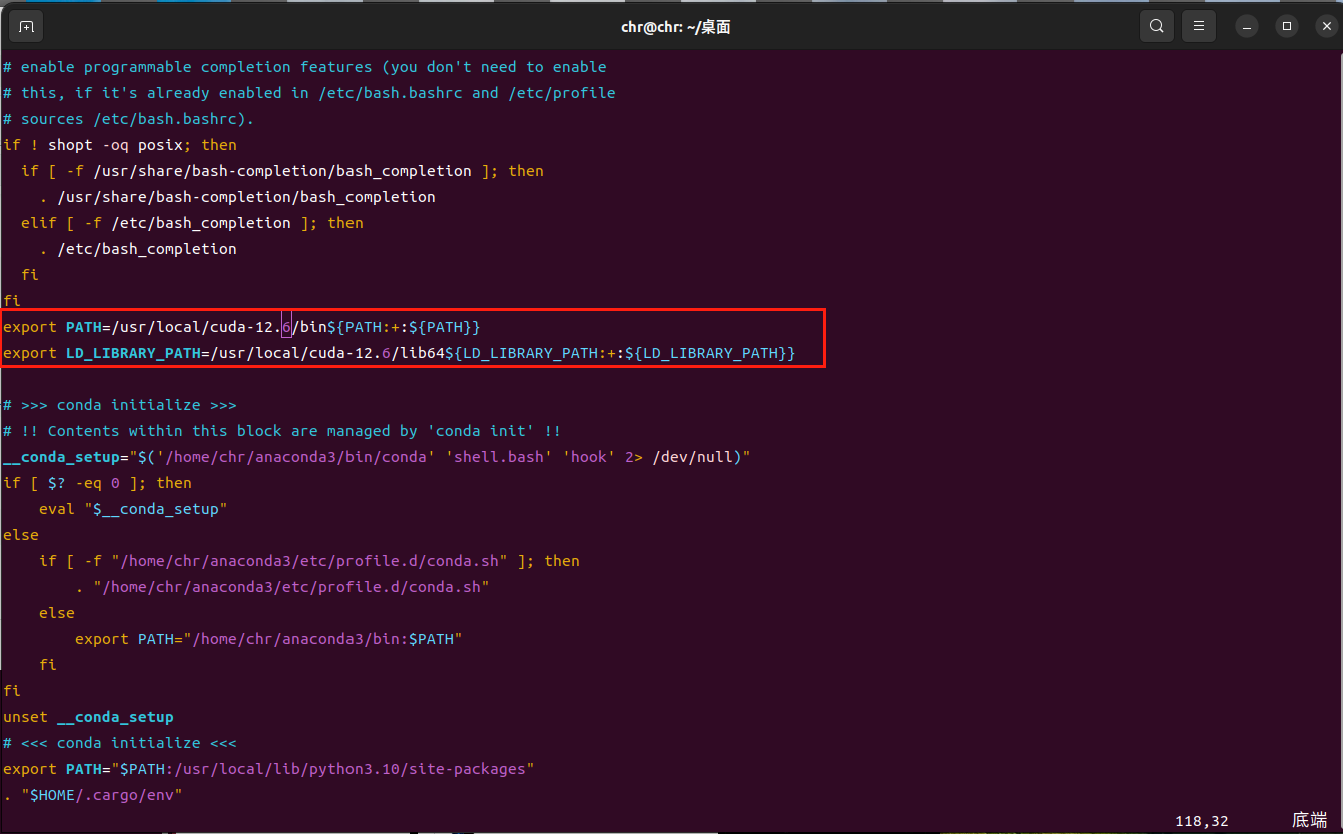 chr@chr: ~/桌面
# enable programmable completion features (you don't need to enable
# this, if it's already enabled in /etc/bash.bashrc and /etc/profile
# sources /etc/bash.bashrc).
if ! shopt -oq posix; then
  if [ -f /usr/share/bash-completion/bash_completion ]; then
    . /usr/share/bash-completion/bash_completion
  elif [ -f /etc/bash_completion ]; then
    . /etc/bash_completion
  fi
fi
export PATH=/usr/local/cuda-12.6/bin${PATH:+:${PATH}}
export LD_LIBRARY_PATH=/usr/local/cuda-12.6/lib64${LD_LIBRARY_PATH:+:${LD_LIBRARY_PATH}}
# >>> conda initialize >>>
# !! Contents within this block are managed by 'conda init' !!
__conda_setup="$('/home/chr/anaconda3/bin/conda' 'shell.bash' 'hook' 2> /dev/null)"
if [ $? -eq 0 ]; then
    eval "$__conda_setup"
else
    if [ -f "/home/chr/anaconda3/etc/profile.d/conda.sh" ]; then
        . "/home/chr/anaconda3/etc/profile.d/conda.sh"
    else
        export PATH="/home/chr/anaconda3/bin:$PATH"
    fi
fi
unset __conda_setup
# <<< conda initialize <<<
export PATH="$PATH:/usr/local/lib/python3.10/site-packages"
. "$HOME/.cargo/env"
118,32 底端